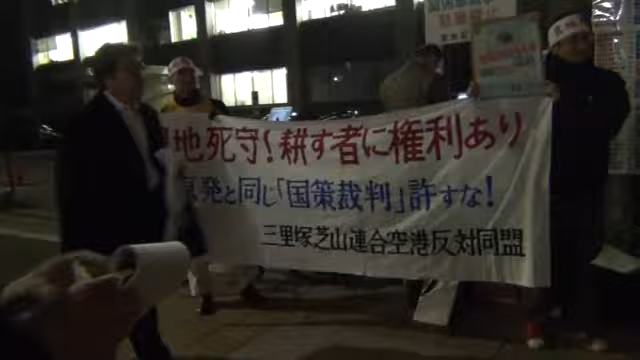 地死守!耕す者に権利あり
発と同じ「国策裁判」許すな!
三里塚芝山連合空港反対同盟